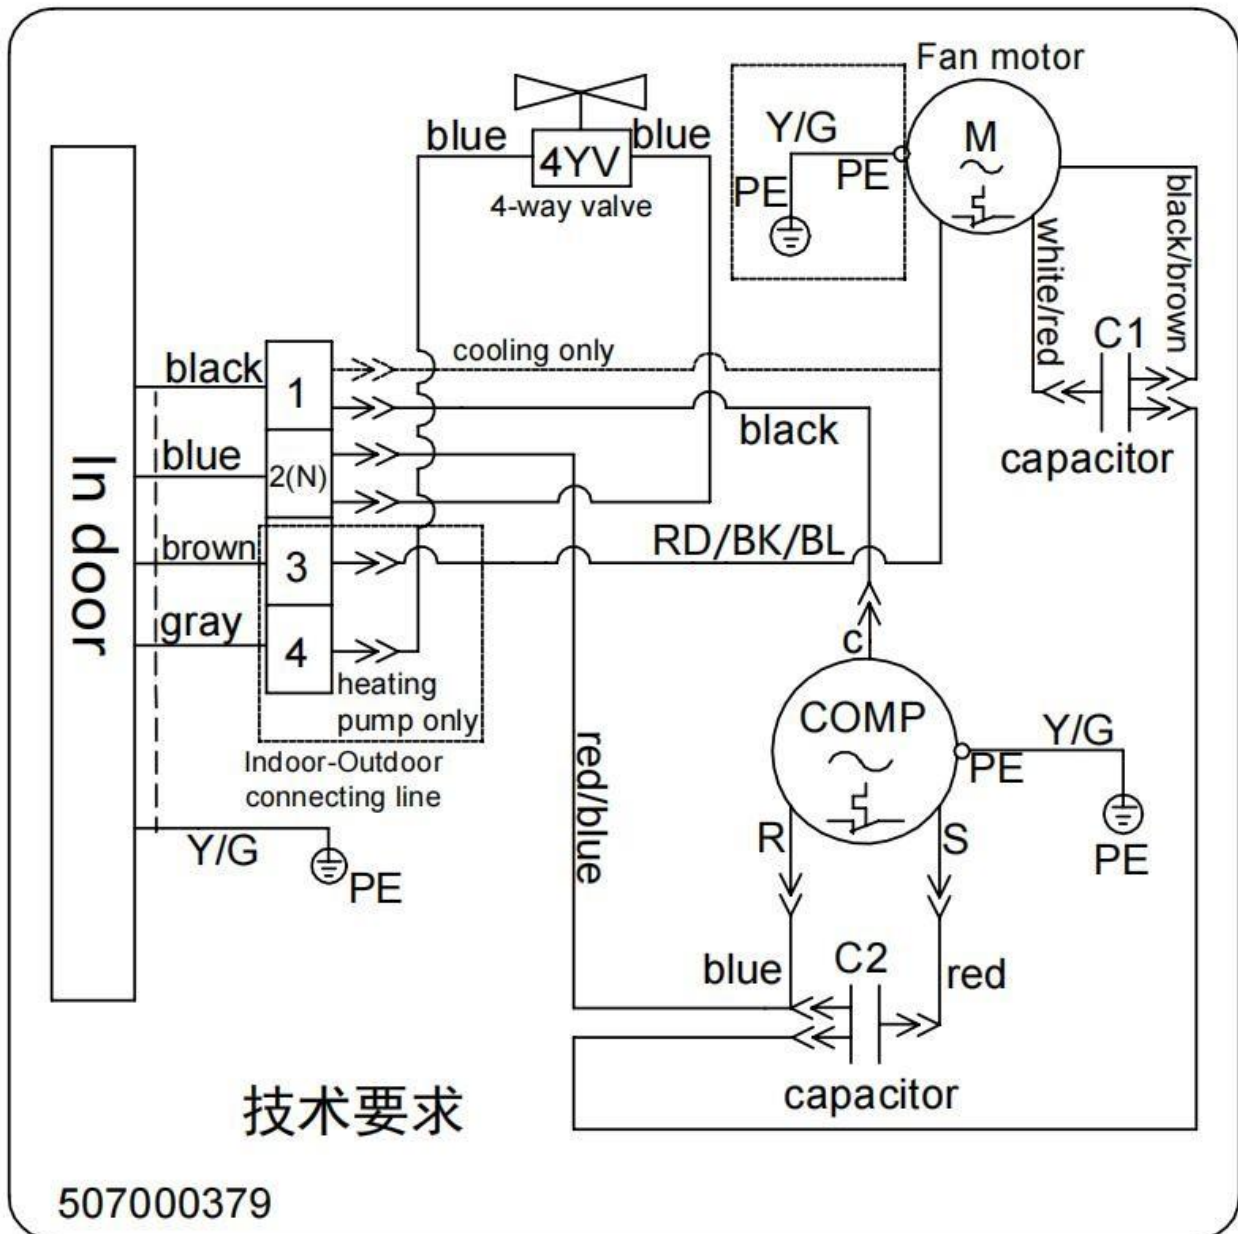 Fan motor
Y/G
M
blue
blue
4YV
PE
PE
4-way valve
white/red
black/brown
C1
cooling only
black
1
black
capacitor
blue
2(N)
In door
brown
3
RD/BK/BL
gray
4
c
heating
pump only
COMP
Y/G
PE
Indoor-Outdoor
connecting line
red/blue
Y/G
PE
R
S
PE
blue
C2
red
capacitor
技术要求
507000379